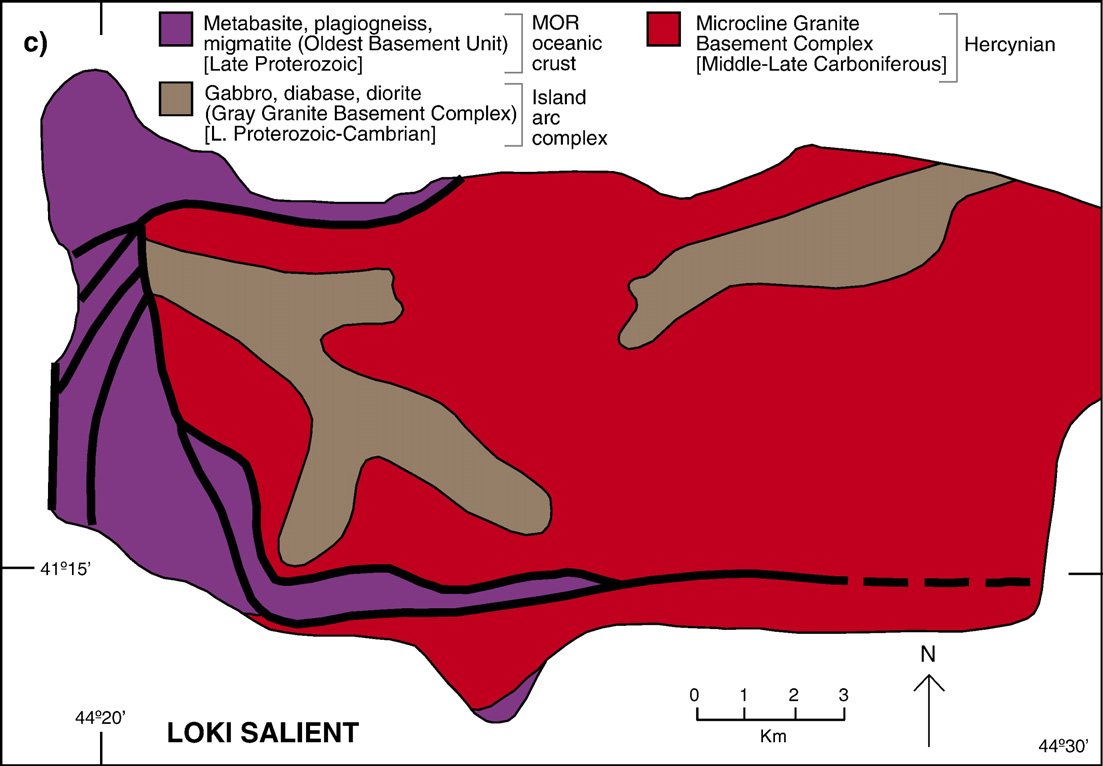 c)
Metabasite, plagiogneiss,
migmatite (Oldest Basement Unit)
[Late Proterozoic]
MOR
oceanic
crust
Gabbro, diabase, diorite
(Gray Granite Basement Complex)
[L. Proterozoic-Cambrian]
Island
arc
complex
Microcline Granite
Basement Complex
[Middle-Late Carboniferous]
Hercynian
41º15’
44º20’
LOKI SALIENT
0 1 2 3
Km
N
44º30’